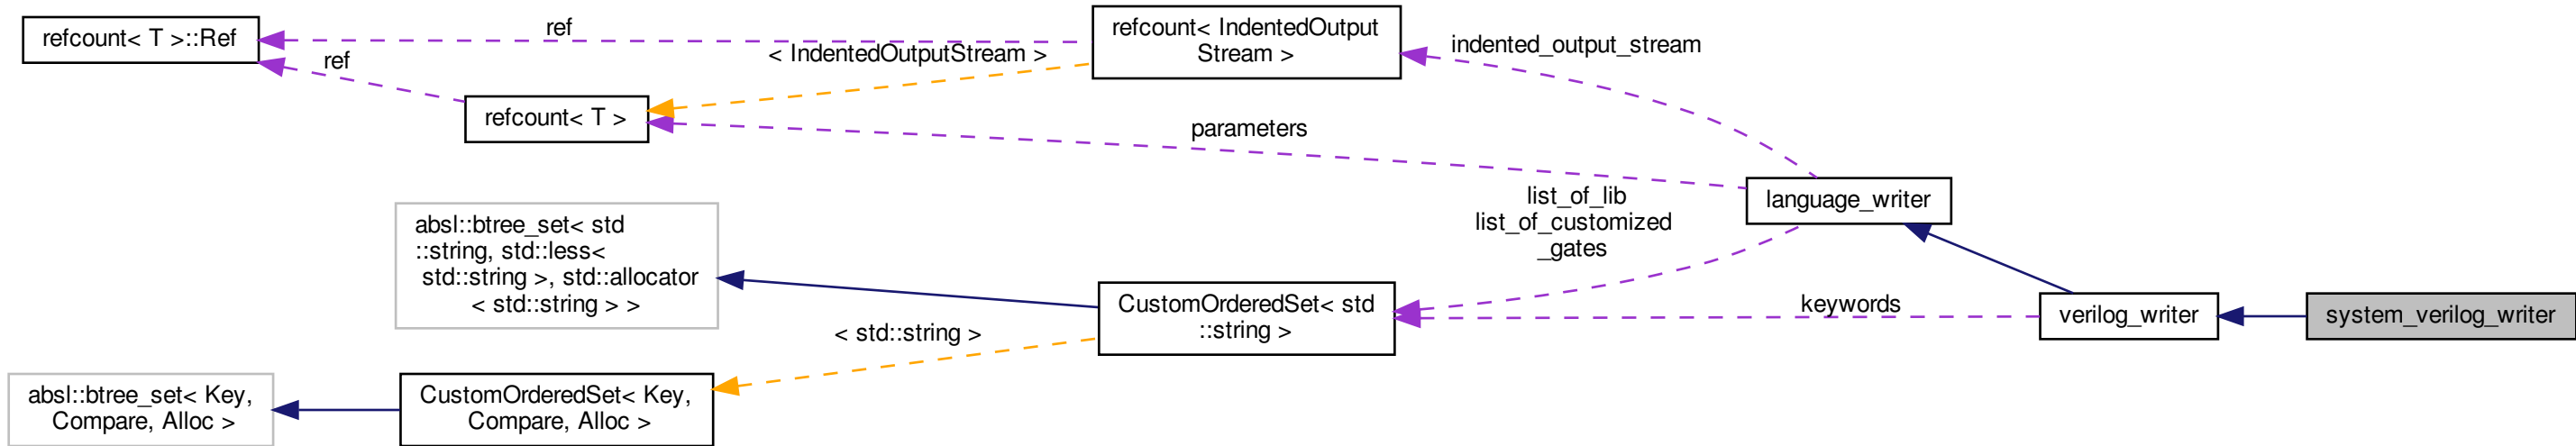 refcount< T >::Ref
ref
ref
< IndentedOutputStream >
refcount< IndentedOutput
Stream >
indented_output_stream
refcount< T >
parameters
language_writer
list_of_lib
list_of_customized
_gates
absl::btree_set< std
::string, std::less<
std::string >, std::allocator
< std::string > >
CustomOrderedSet< std
::string >
keywords
verilog_writer
system_verilog_writer
< std::string >
absl::btree_set< Key,
Compare, Alloc >
CustomOrderedSet< Key,
Compare, Alloc >